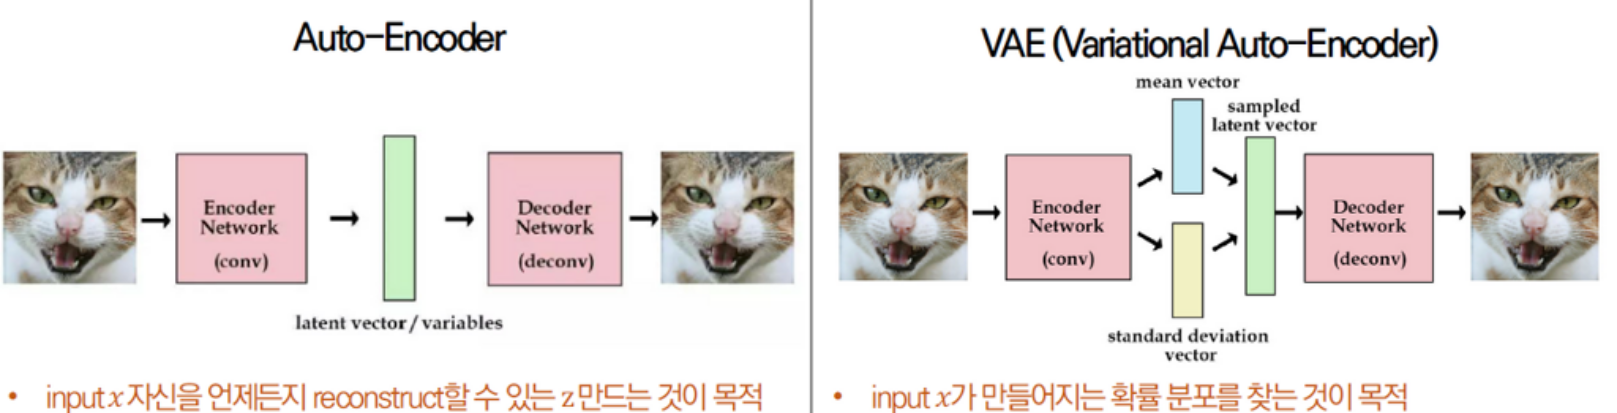 Auto-Encoder
Encoder
Network
(conv)
Decoder
Network
(deconv)
latent vector / variables
• input x 자신을 언제든지 reconstruct할 수 있는 z 만드는 것이 목적
VAE (Variational Auto-Encoder)
mean vector
sampled
latent vector
Encoder
Network
(conv)
Decoder
Network
(deconv)
standard deviation
vector
• input x가 만들어지는 확률 분포를 찾는 것이 목적